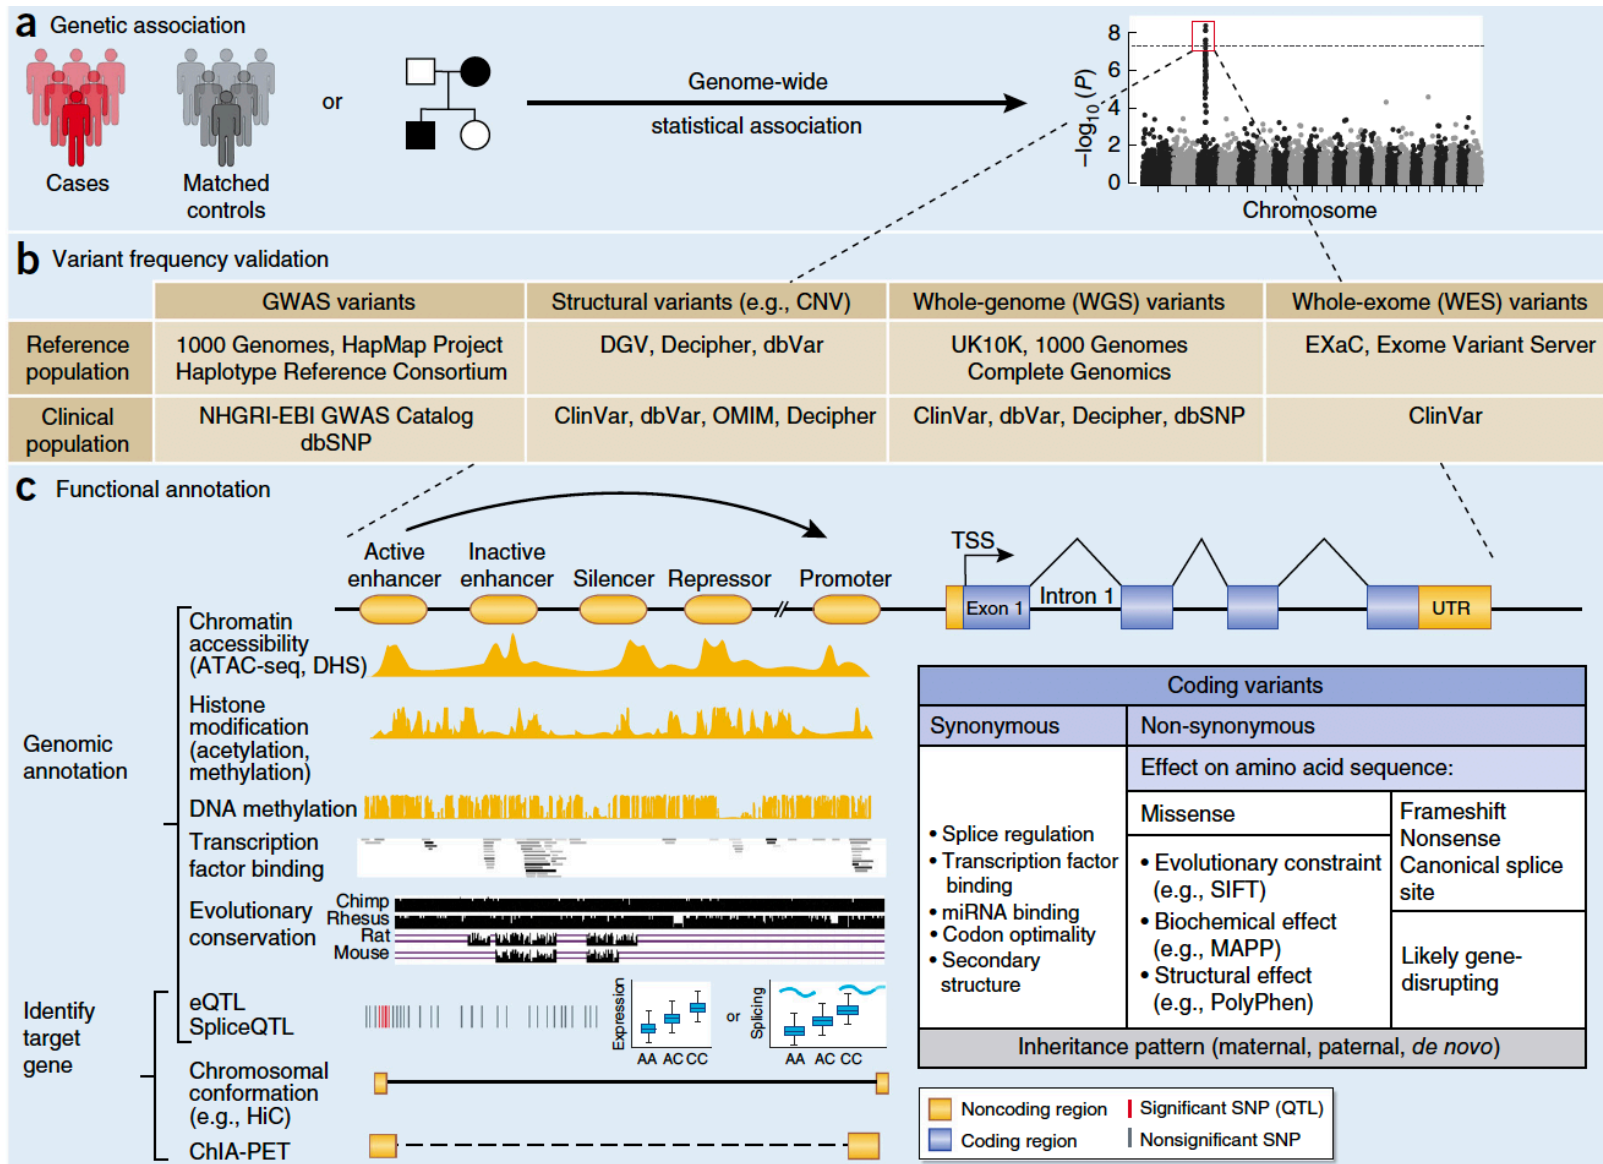 a Genetic association
Cases
Matched
controls
or
Genome-wide
statistical association
–log10 (P)
8
6
4
2
0
Chromosome
b Variant frequency validation
GWAS variants
Structural variants (e.g., CNV)
Whole-genome (WGS) variants
Whole-exome (WES) variants
Reference
population
1000 Genomes, HapMap Project
Haplotype Reference Consortium
DGV, Decipher, dbVar
UK10K, 1000 Genomes
Complete Genomics
EXaC, Exome Variant Server
Clinical
population
NHGRI-EBI GWAS Catalog
dbSNP
ClinVar, dbVar, OMIM, Decipher
ClinVar, dbVar, Decipher, dbSNP
ClinVar
c Functional annotation
Active
enhancer
Inactive
enhancer
Silencer
Repressor
Promoter
TSS
Exon 1
Intron 1
UTR
Genomic
annotation
Chromatin
accessibility
(ATAC-seq, DHS)
Histone
modification
(acetylation,
methylation)
DNA methylation
Transcription
factor binding
Evolutionary
conservation
Chimp
Rhesus
Rat
Mouse
Identify
target
gene
eQTL
SpliceQTL
Expression
AA AC CC
or
Splicing
AA AC CC
Chromosomal
conformation
(e.g., HiC)
ChIA-PET
Coding variants
Synonymous
Non-synonymous
Effect on amino acid sequence:
• Splice regulation
• Transcription factor
binding
• miRNA binding
• Codon optimality
• Secondary
structure
Missense
• Evolutionary constraint
(e.g., SIFT)
• Biochemical effect
(e.g., MAPP)
• Structural effect
(e.g., PolyPhen)
Frameshift
Nonsense
Canonical splice
site
Likely gene-
disrupting
Inheritance pattern (maternal, paternal, de novo)
Noncoding region
Significant SNP (QTL)
Coding region
Nonsignificant SNP